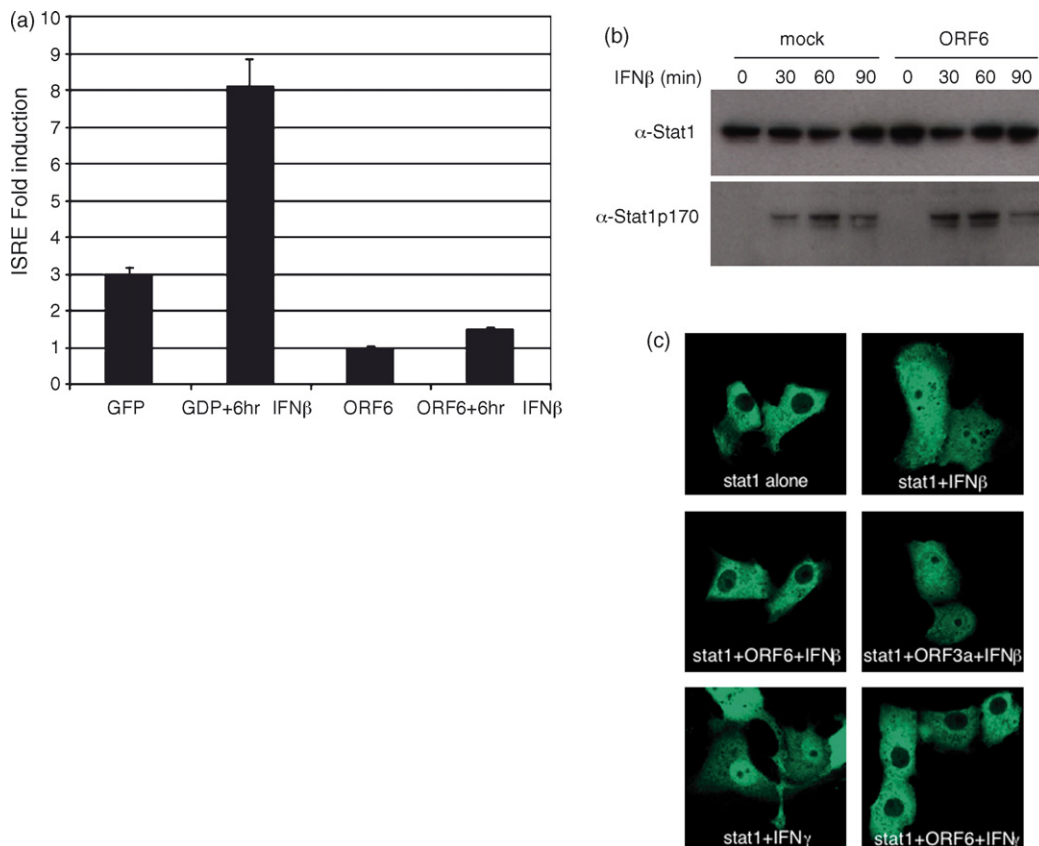 (a)
ISRE Fold induction
10
9
8
7
6
5
4
3
2
1
0
GFP GDP+6hr IFNβ ORF6 ORF6+6hr IFNβ
(b)
mock ORF6
IFNβ (min) 0 30 60 90 0 30 60 90
α-Stat1
α-Stat1p170
(c)
stat1 alone
stat1+IFNβ
stat1+ORF6+IFNβ
stat1+ORF3a+IFNβ
stat1+IFNγ
stat1+ORF6+IFNγ